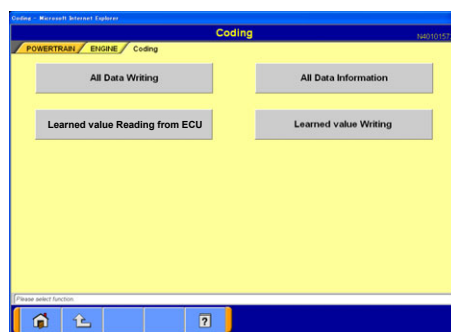 Coding - Microsoft Internet Explorer
Coding
N4010157
POWERTRAIN ENGINE Coding
All Data Writing All Data Information
Learned value Reading from ECU Learned value Writing
Please select function
?